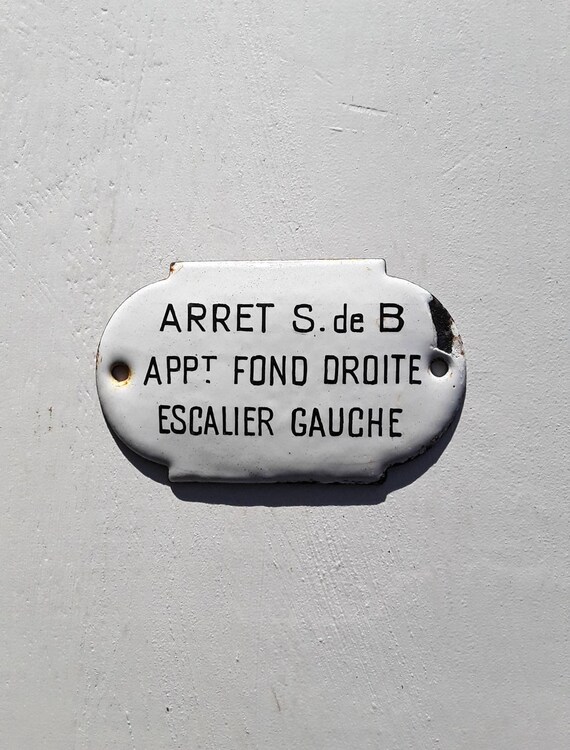 ARRET S. de B
APPT FOND DROITE
ESCALIER GAUCHE